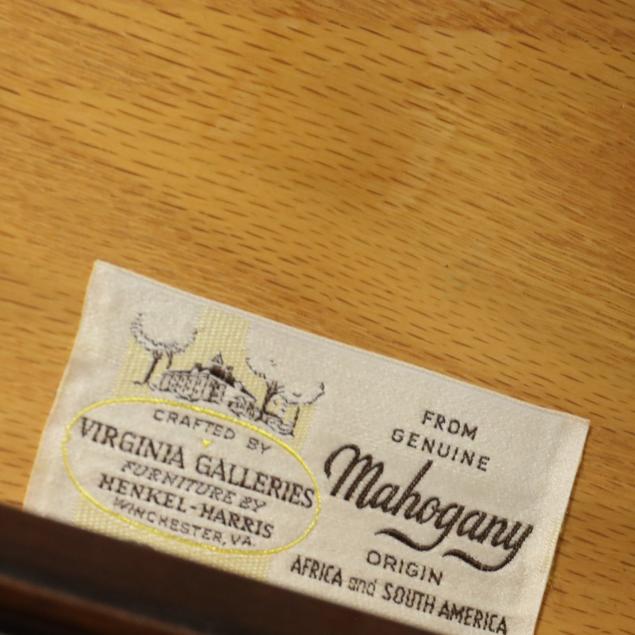 CRAFTED BY
VIRGINIA GALLERIES
FURNITURE BY
HENKEL-HARRIS
WINCHESTER, VA.
FROM
GENUINE
Mahogany
ORIGIN
AFRICA and SOUTH AMERICA